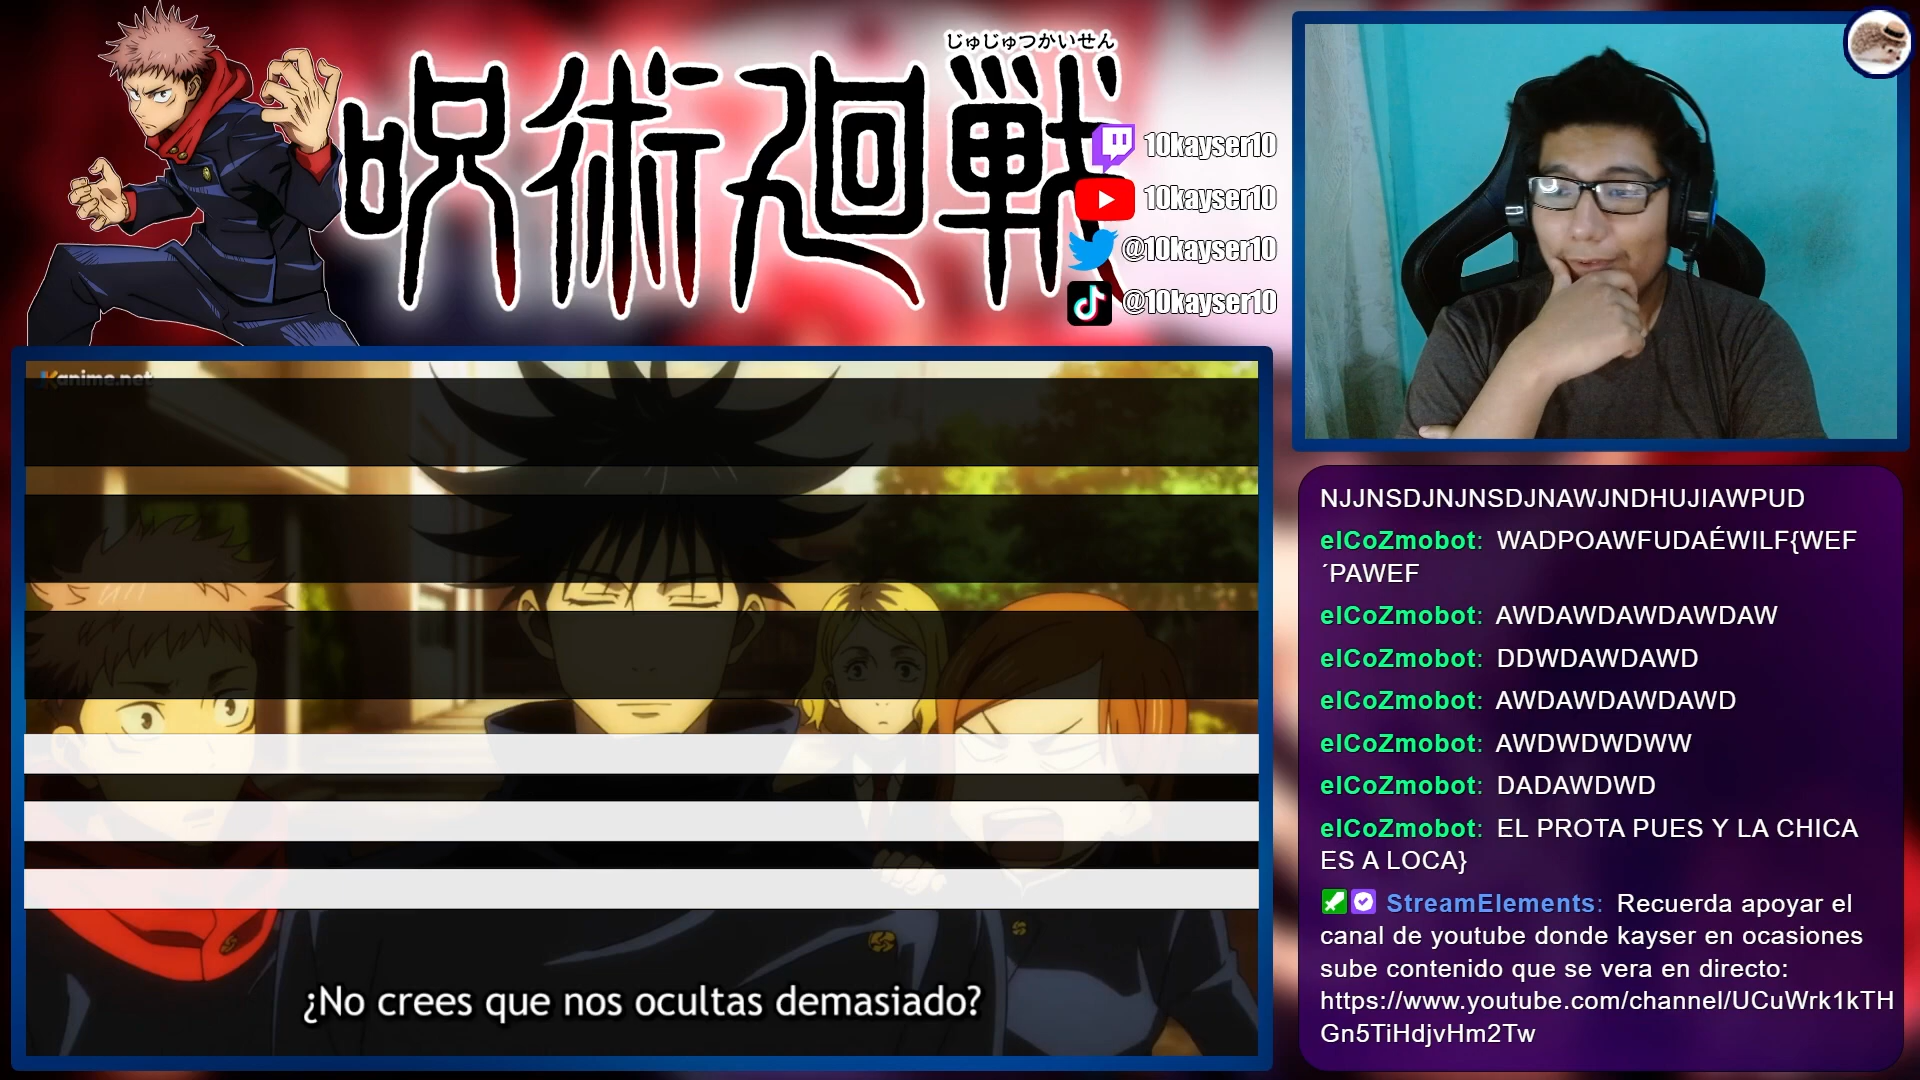 じゅじゅつかいせん
呪術廻戦
10kayser10
10kayser10
@10kayser10
@10kayser10
Kanime.net
¿No crees que nos ocultas demasiado?
NJJNSDJNJNSDJNAWJNDHUJIAWPUD
elCoZmobot: WADPOAWFUDAÉWILF{WEF
´PAWEF
elCoZmobot: AWDAWDAWDAWDAW
elCoZmobot: DDWDAWDAWD
elCoZmobot: AWDAWDAWDAWD
elCoZmobot: AWDWDWDWW
elCoZmobot: DADAWDWD
elCoZmobot: EL PROTA PUES Y LA CHICA
ES A LOCA}
StreamElements: Recuerda apoyar el
canal de youtube donde kayser en ocasiones
sube contenido que se vera en directo:
https://www.youtube.com/channel/UCuWrk1kTH
Gn5TiHdjvHm2Tw